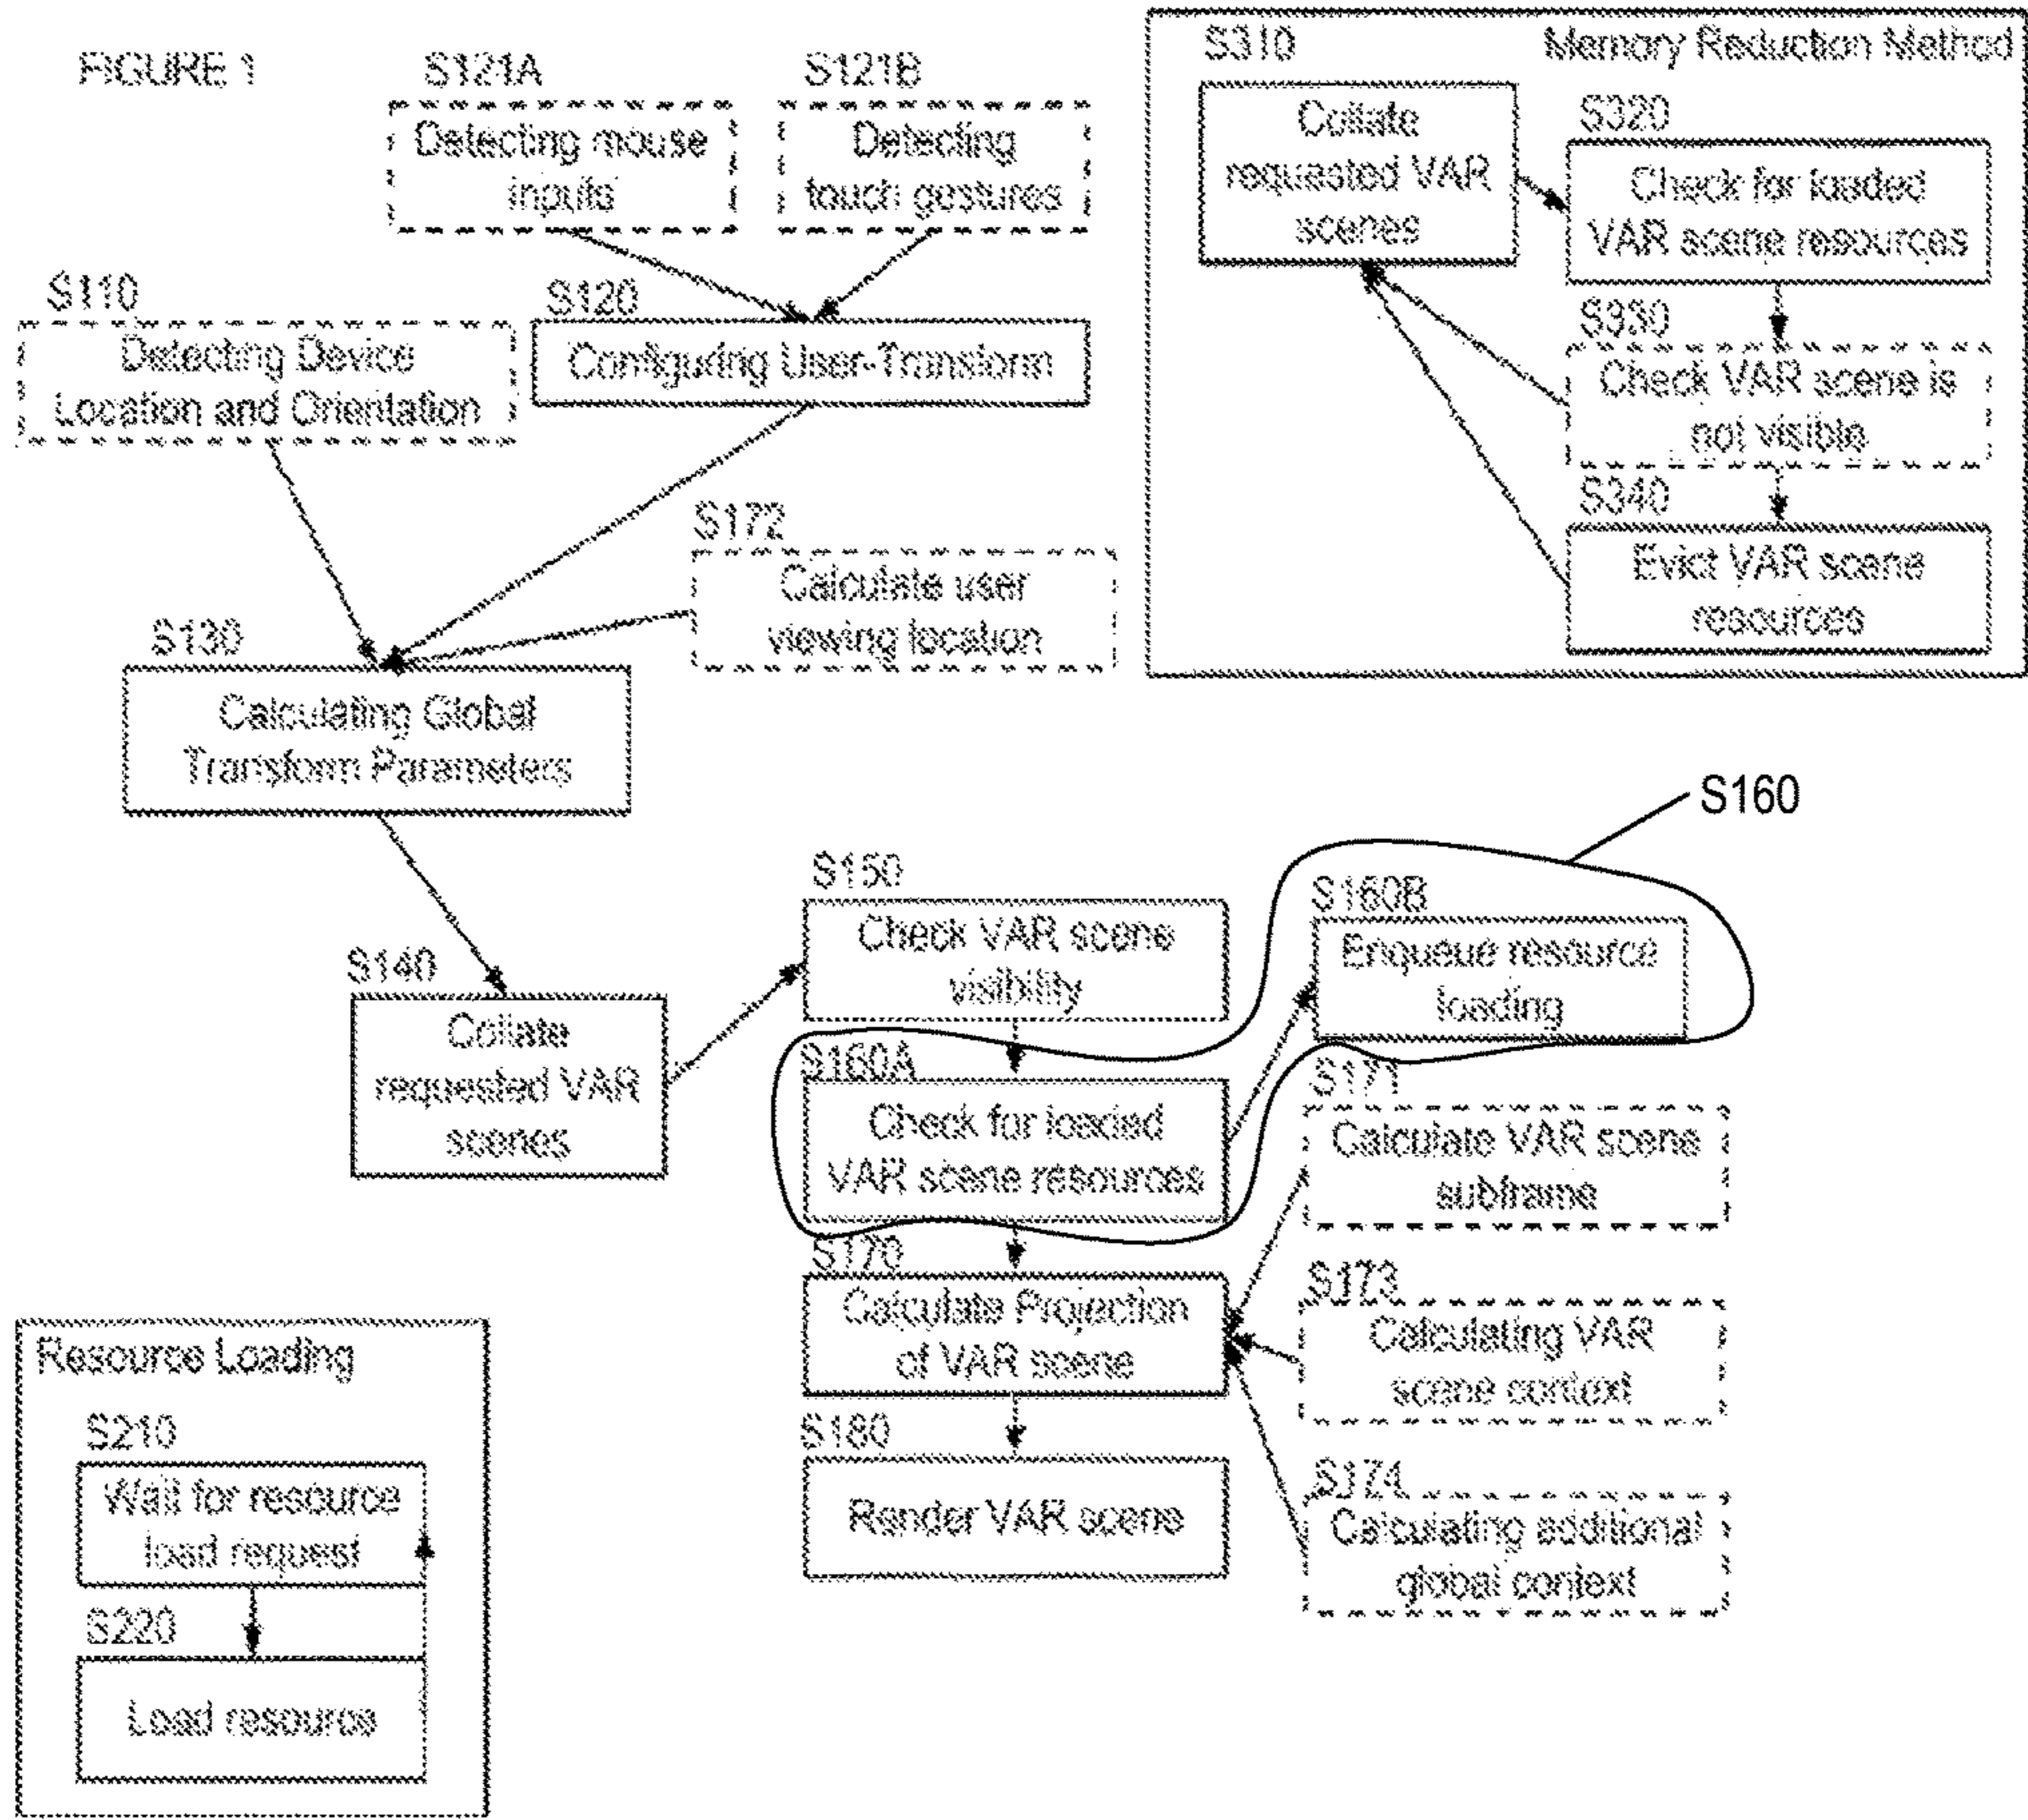 FIGURE 1
S121A
Detecting mouse
inputs
S121B
Detecting
touch gestures
S110
Detecting Device
Location and Orientation
S120
Configuring User-Transform
S172
Calculate user
viewing location
S130
Calculating Global
Transform Parameters
S140
Collate
requested VAR
scenes
S150
Check VAR scene
visibility
S160
S160B
Enqueue resource
loading
S160A
Check for loaded
VAR scene resources
S171
Calculate VAR scene
subframe
S170
Calculate Projection
of VAR scene
S173
Calculating VAR
scene context
S180
Render VAR scene
S174
Calculating additional
global context
Memory Reduction Method
S310
Collate
requested VAR
scenes
S320
Check for loaded
VAR scene resources
S330
Check VAR scene is
not visible
S340
Evict VAR scene
resources
Resource Loading
S210
Wait for resource
load request
S220
Load resource